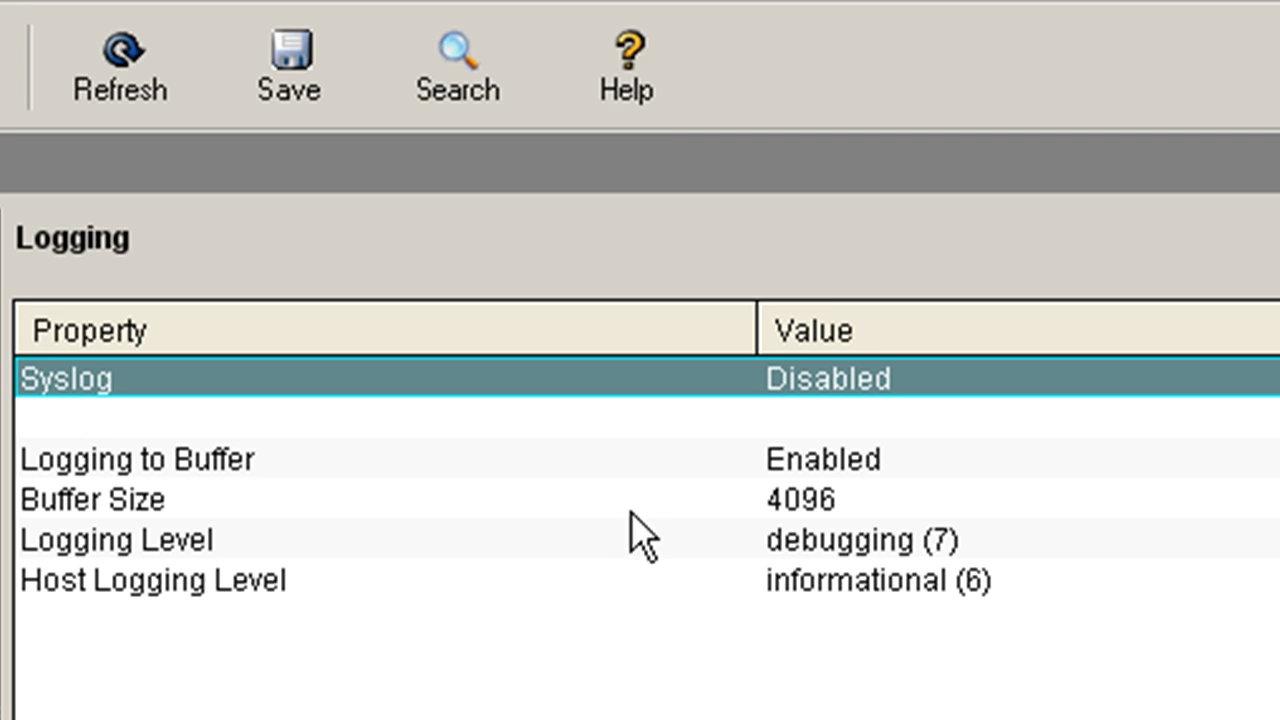 Refresh Save Search Help
Logging
Property Value
Syslog Disabled
Logging to Buffer Enabled
Buffer Size 4096
Logging Level debugging (7)
Host Logging Level informational (6)